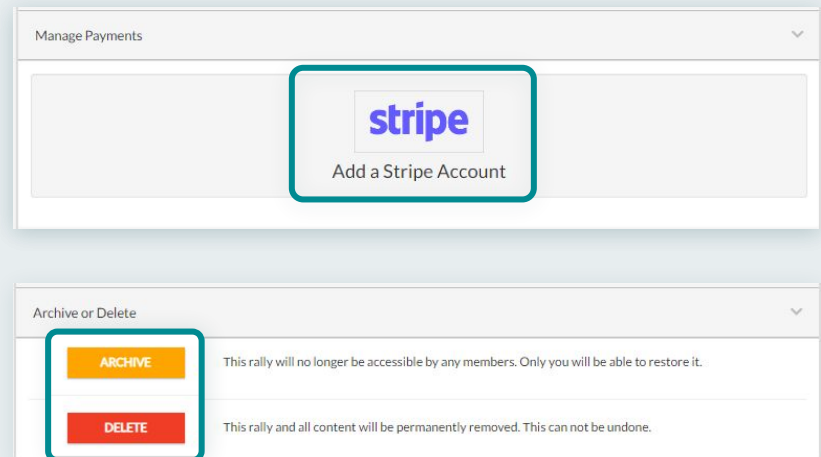 Manage Payments
stripe
Add a Stripe Account
Archive or Delete
ARCHIVE This rally will no longer be accessible by any members. Only you will be able to restore it.
DELETE This rally and all content will be permanently removed. This can not be undone.